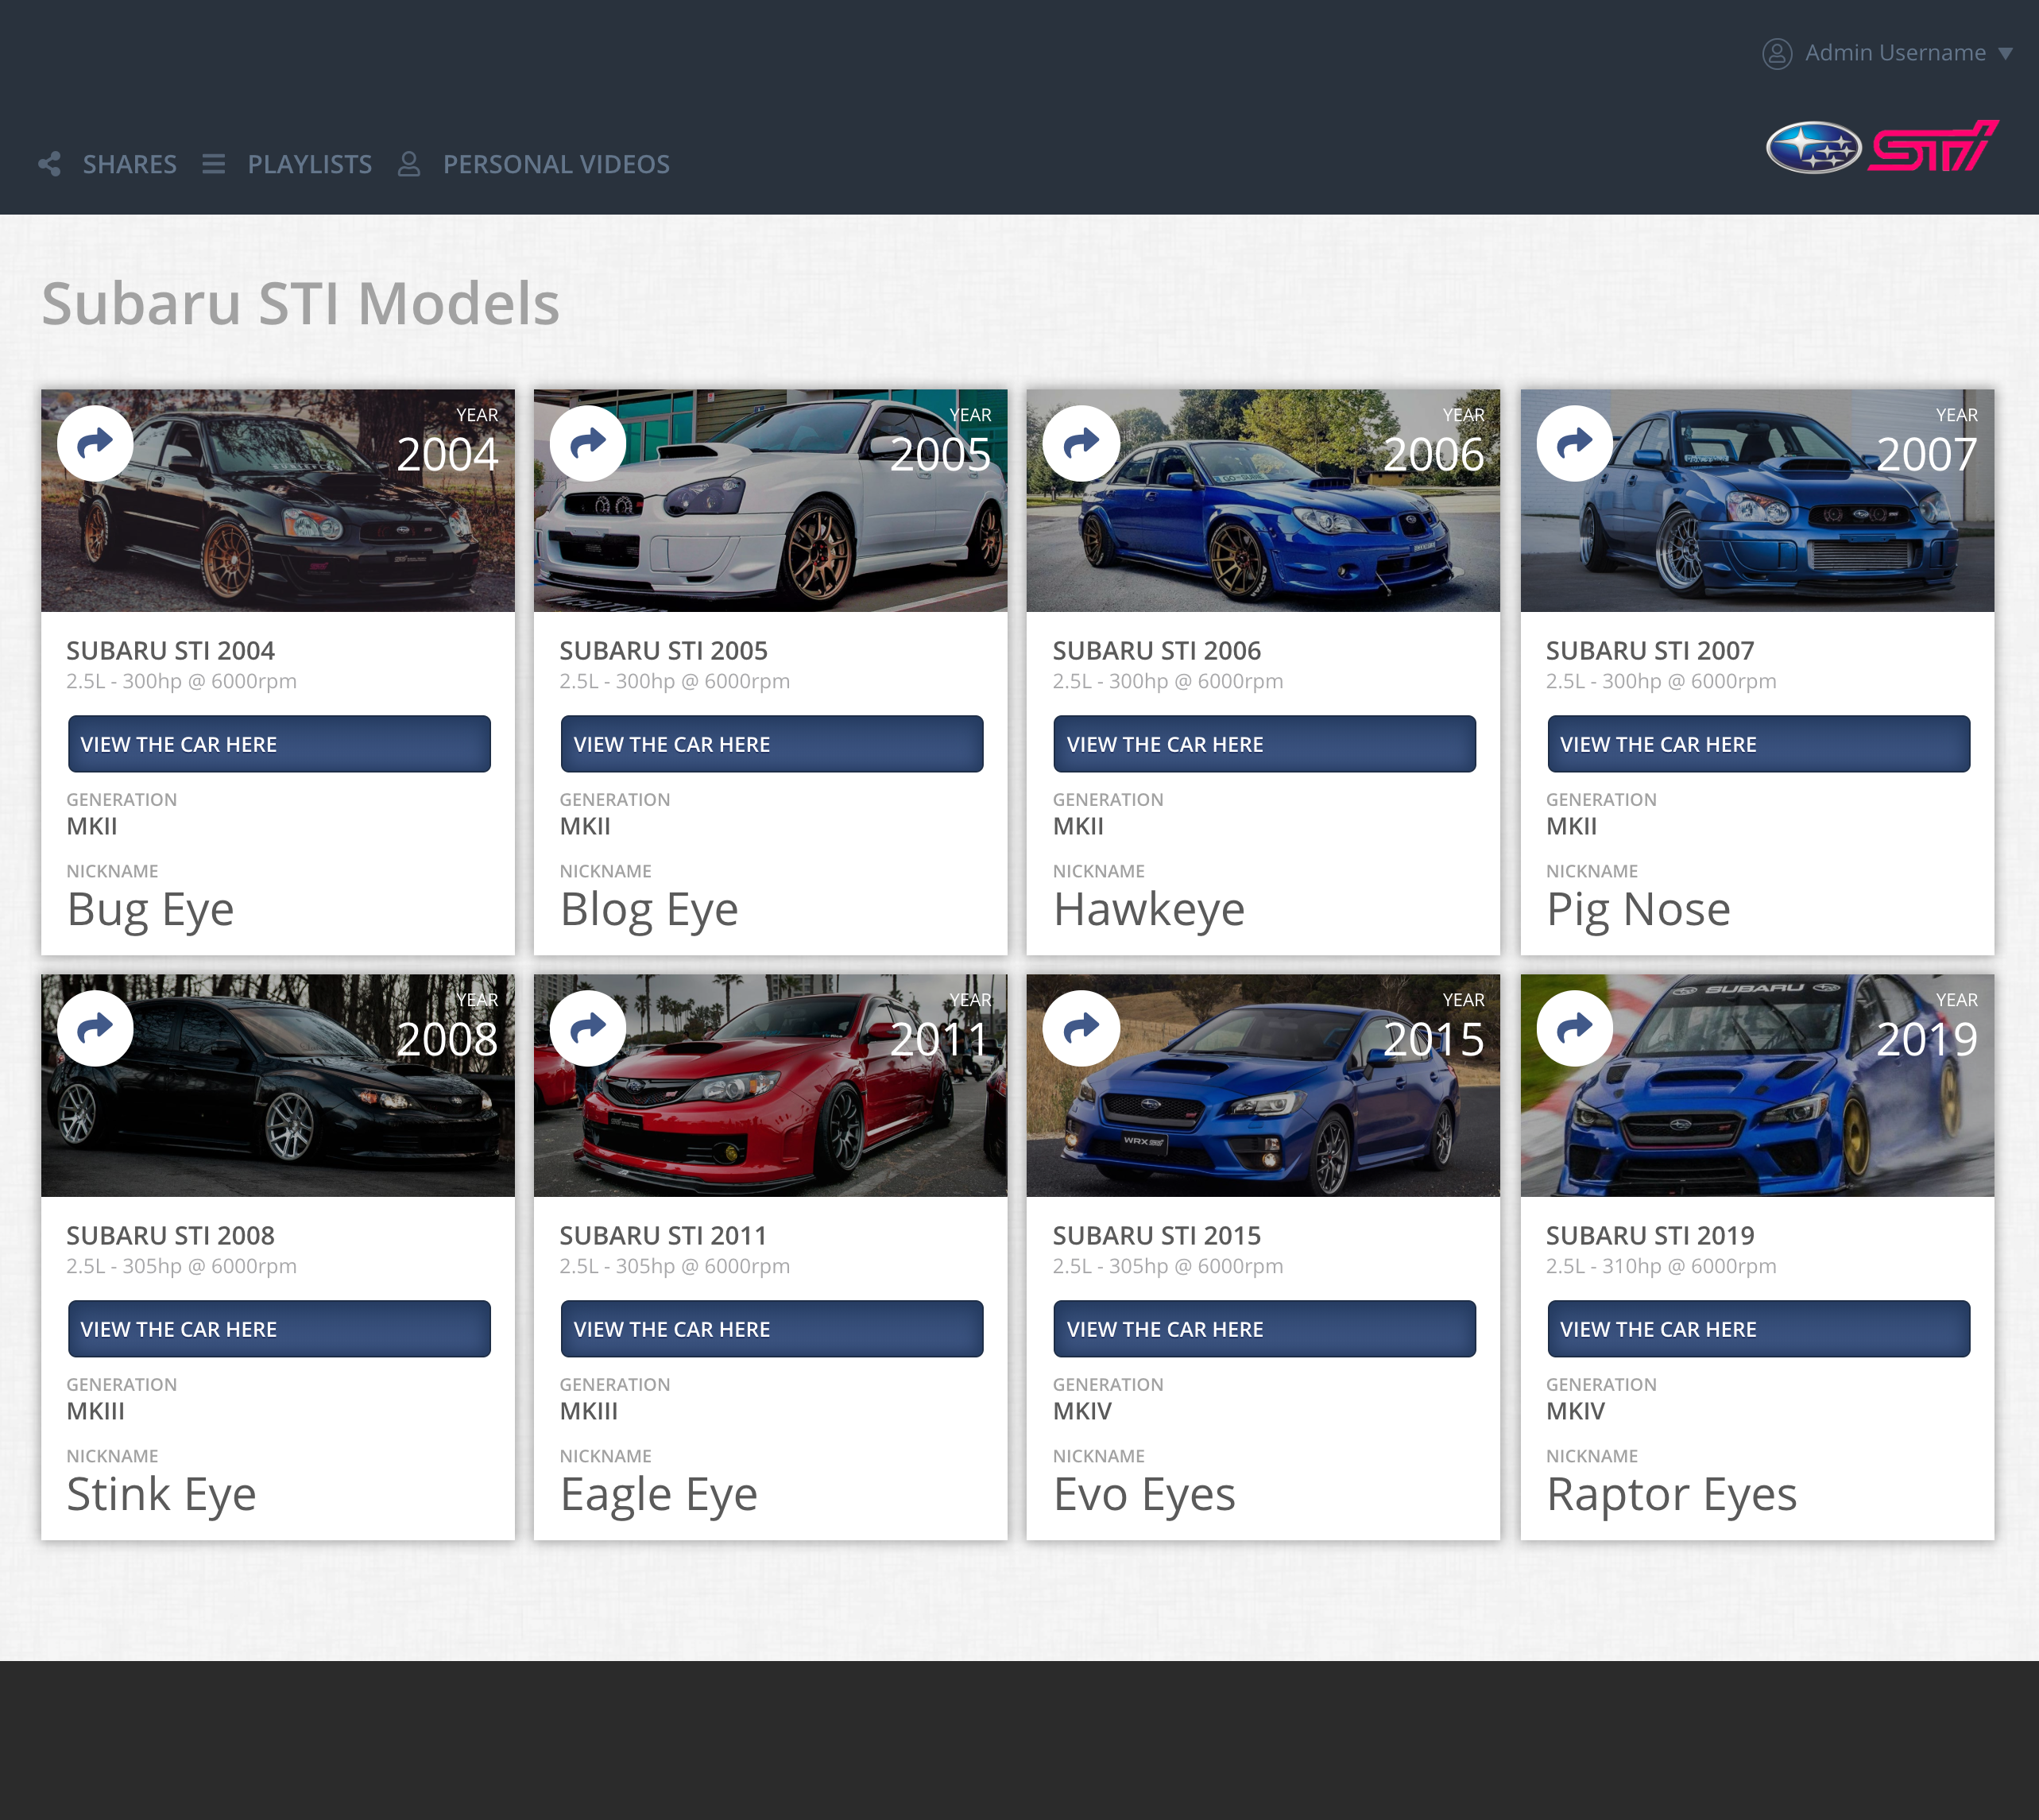 Admin Username
STi
SHARES PLAYLISTS PERSONAL VIDEOS
Subaru STI Models
YEAR
2004
SUBARU STI 2004
2.5L - 300hp @ 6000rpm
VIEW THE CAR HERE
GENERATION
MKII
NICKNAME
Bug Eye
YEAR
2005
SUBARU STI 2005
2.5L - 300hp @ 6000rpm
VIEW THE CAR HERE
GENERATION
MKII
NICKNAME
Blog Eye
YEAR
2006
ADVAN
SUBARU STI 2006
2.5L - 300hp @ 6000rpm
VIEW THE CAR HERE
GENERATION
MKII
NICKNAME
Hawkeye
YEAR
2007
SUBARU STI 2007
2.5L - 300hp @ 6000rpm
VIEW THE CAR HERE
GENERATION
MKII
NICKNAME
Pig Nose
YEAR
2008
SUBARU STI 2008
2.5L - 305hp @ 6000rpm
VIEW THE CAR HERE
GENERATION
MKIII
NICKNAME
Stink Eye
YEAR
2011
SUBARU STI 2011
2.5L - 305hp @ 6000rpm
VIEW THE CAR HERE
GENERATION
MKIII
NICKNAME
Eagle Eye
YEAR
2015
WRX
SUBARU STI 2015
2.5L - 305hp @ 6000rpm
VIEW THE CAR HERE
GENERATION
MKIV
NICKNAME
Evo Eyes
SUBARU
YEAR
2019
SUBARU STI 2019
2.5L - 310hp @ 6000rpm
VIEW THE CAR HERE
GENERATION
MKIV
NICKNAME
Raptor Eyes